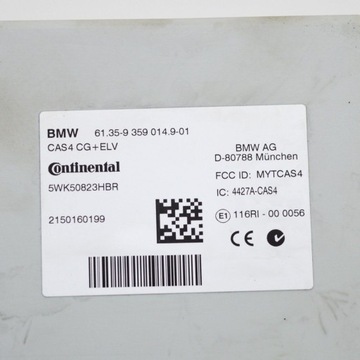 BMW 61.35-9 359 014.9-01
CAS4 CG+ELV
Continental
5WK50823HBR
2150160199
BMW AG
D-80788 München
FCC ID: MYTCAS4
IC: 4427A-CAS4
E1 116RI - 00 0056
CE